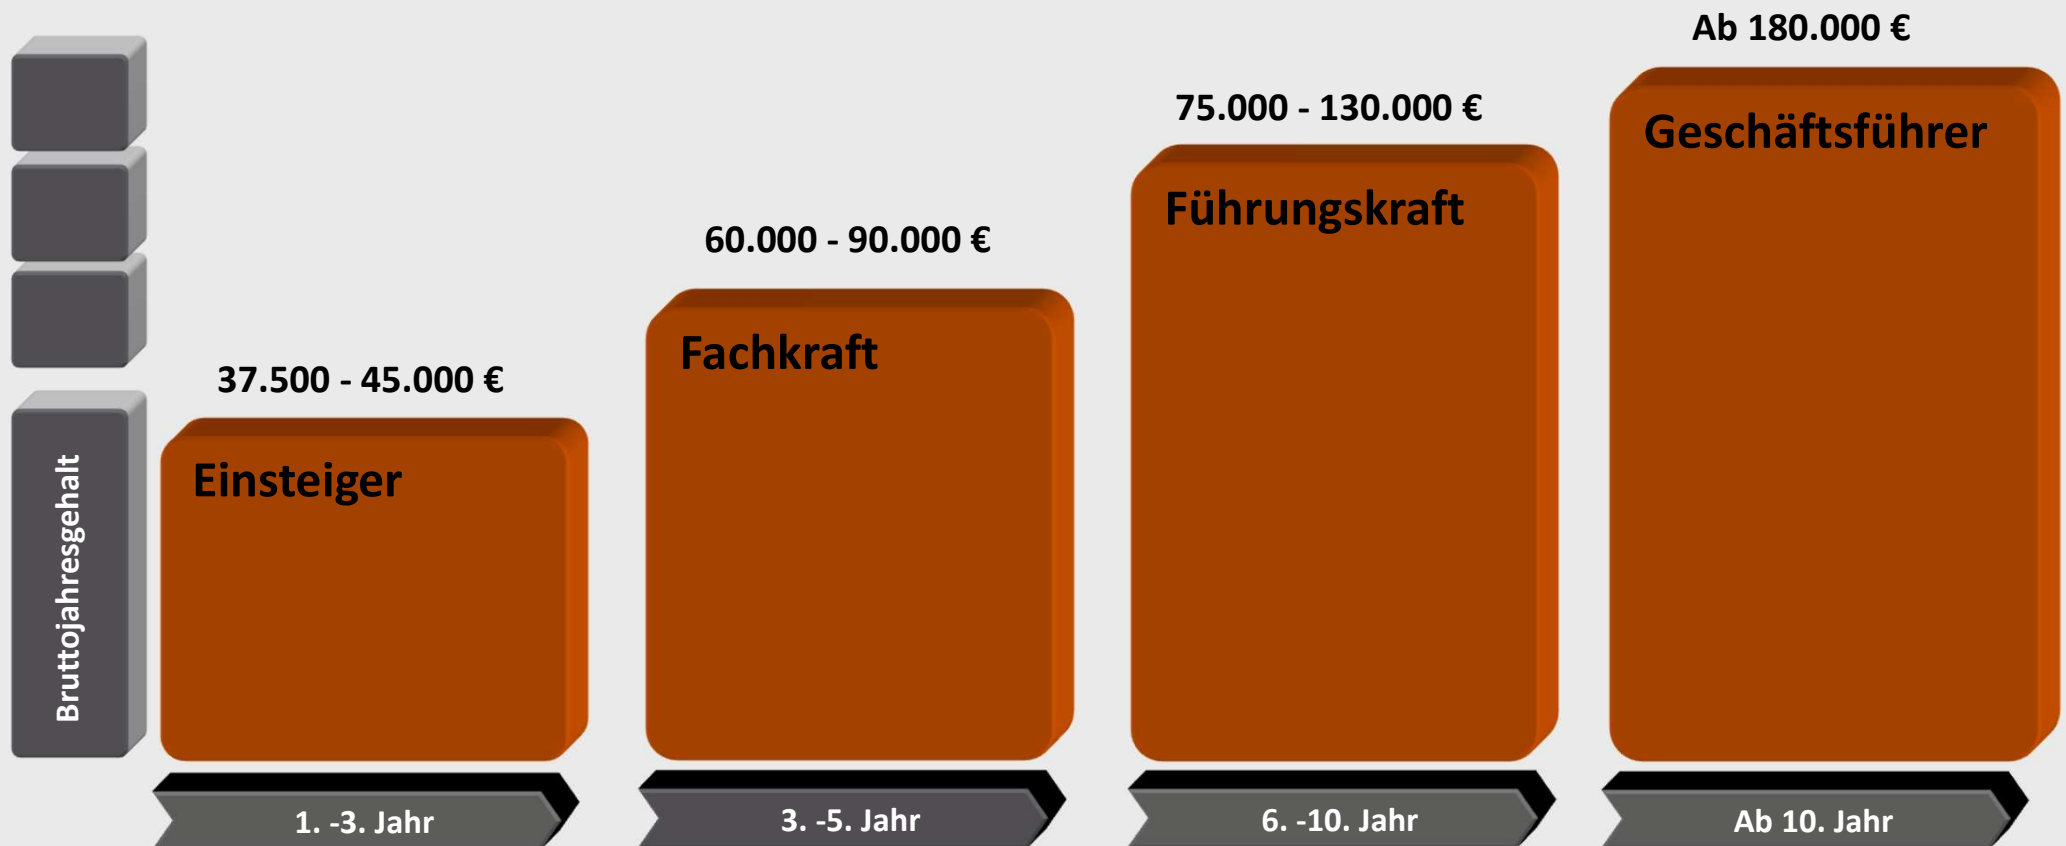 Ab 180.000 €
75.000 - 130.000 €
60.000 - 90.000 €
37.500 - 45.000 €
Geschäftsführer
Führungskraft
Fachkraft
Einsteiger
Bruttojahresgehalt
1. -3. Jahr
3. -5. Jahr
6. -10. Jahr
Ab 10. Jahr